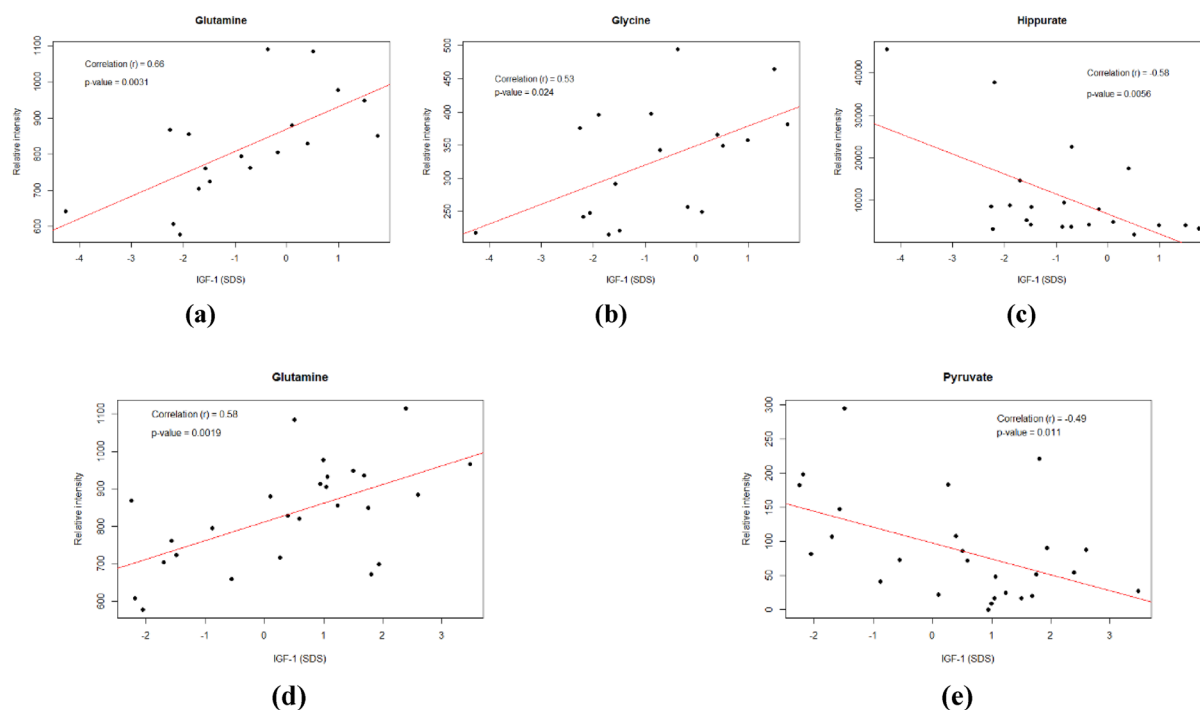 Glutamine
Correlation (r) = 0.66
p-value = 0.0031
Relative intensity
600 700 800 900 1000 1100
-4 -3 -2 -1 0 1
IGF-1 (SDS)
(a)
Glycine
Correlation (r) = 0.53
p-value = 0.024
Relative intensity
250 300 350 400 450 500
-4 -3 -2 -1 0 1
IGF-1 (SDS)
(b)
Hippurate
Correlation (r) = -0.58
p-value = 0.0056
Relative intensity
10000 20000 30000 40000
-5 -4 -3 -2 -1 0 1
IGF-1 (SDS)
(c)
Glutamine
Correlation (r) = 0.58
p-value = 0.0019
Relative intensity
600 700 800 900 1000 1100
-2 -1 0 1 2 3
IGF-1 (SDS)
(d)
Pyruvate
Correlation (r) = -0.49
p-value = 0.011
Relative intensity
0 50 100 150 200 250 300
-2 -1 0 1 2 3
IGF-1 (SDS)
(e)